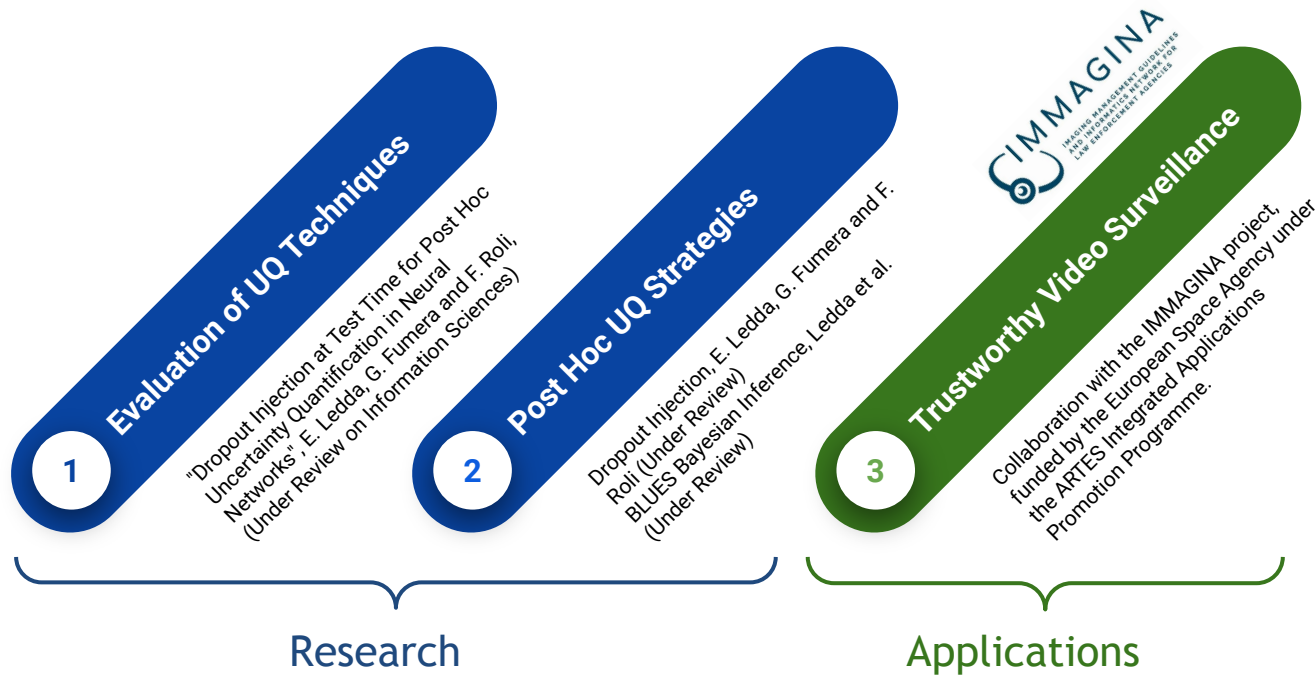 1
Evaluation of UQ Techniques
"Dropout Injection at Test Time for Post Hoc
Uncertainty Quantification in Neural
Networks", E. Ledda, G. Fumera and F. Roli,
(Under Review on Information Sciences)
2
Post Hoc UQ Strategies
Dropout Injection, E. Ledda, G. Fumera and F.
Roli (Under Review)
BLUES Bayesian Inference, Ledda et al.
(Under Review)
IMMAGINA
IMAGING MANAGEMENT GUIDELINES
AND INFORMATICS NETWORK FOR
LAW ENFORCEMENT AGENCIES
3
Trustworthy Video Surveillance
Collaboration with the IMMAGINA project,
funded by the European Space Agency under
the ARTES Integrated Applications
Promotion Programme.
Research
Applications